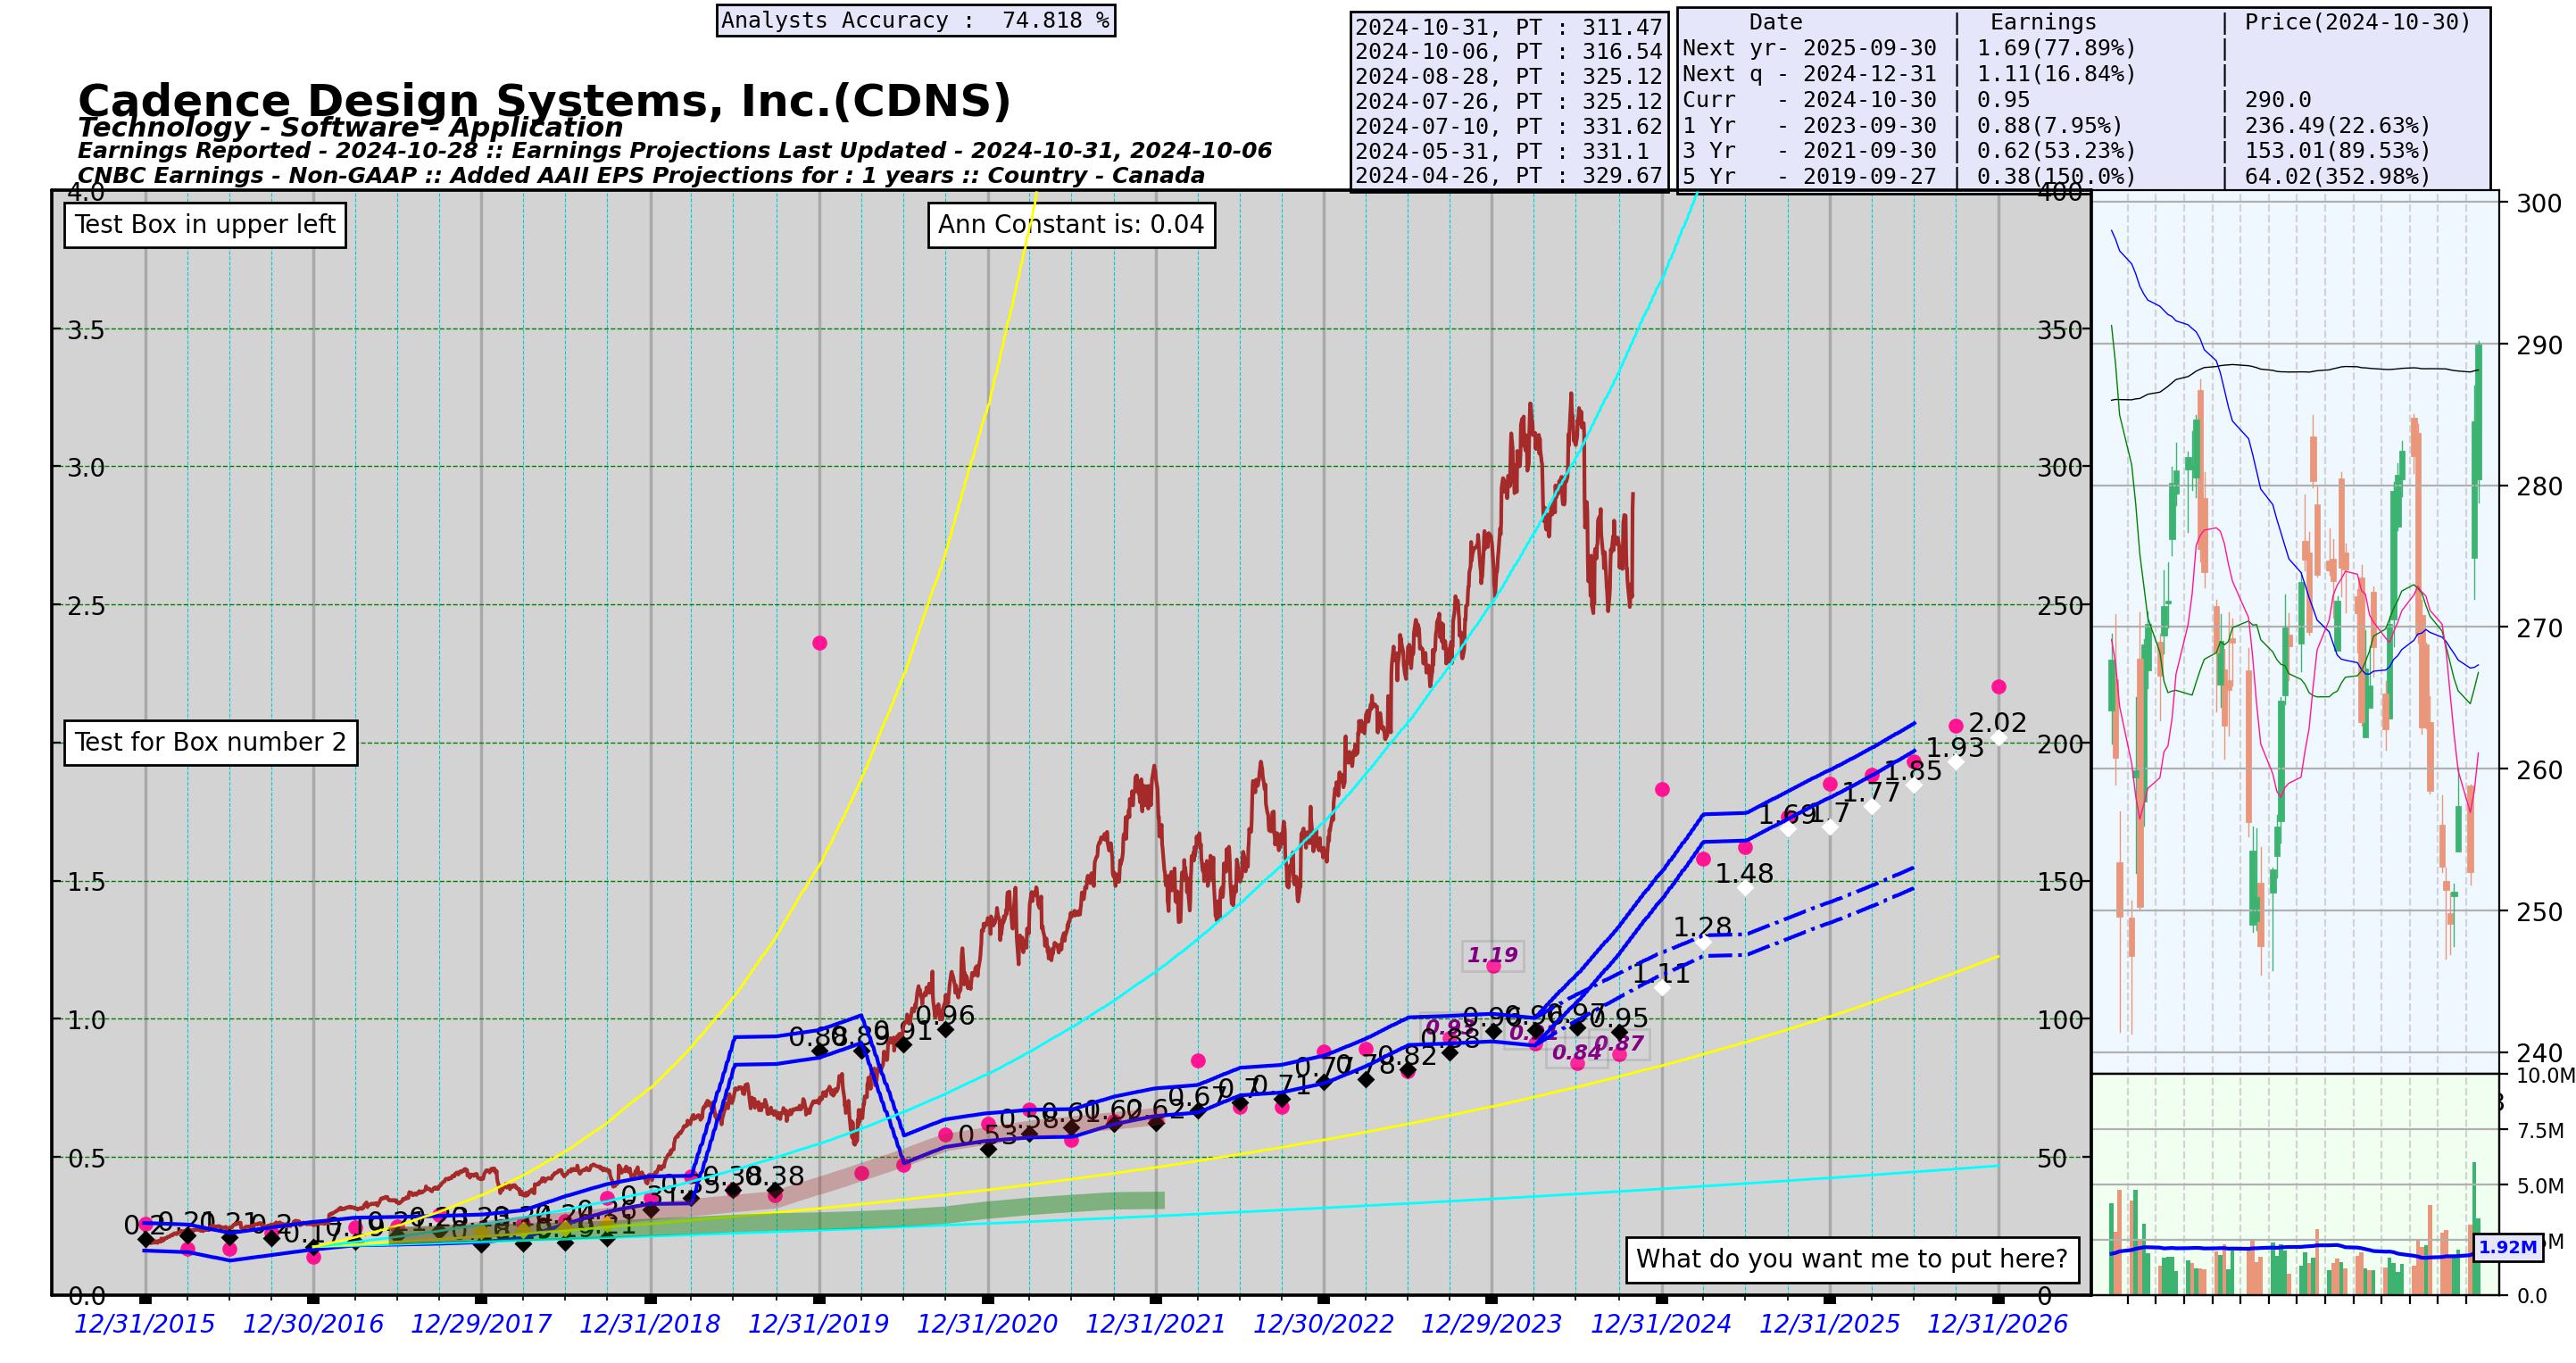 Analysts Accuracy :  74.818 %
2024-10-31, PT : 311.47
2024-10-06, PT : 316.54
2024-08-28, PT : 325.12
2024-07-26, PT : 325.12
2024-07-10, PT : 331.62
2024-05-31, PT : 331.1
2024-04-26, PT : 329.67
Date | Earnings | Price(2024-10-30)
Next yr- 2025-09-30 | 1.69(77.89%) |
Next q - 2024-12-31 | 1.11(16.84%) |
Curr - 2024-10-30 | 0.95 | 290.0
1 Yr - 2023-09-30 | 0.88(7.95%) | 236.49(22.63%)
3 Yr - 2021-09-30 | 0.62(53.23%) | 153.01(89.53%)
5 Yr - 2019-09-27 | 0.38(150.0%) | 64.02(352.98%)
Cadence Design Systems, Inc.(CDNS)
Technology - Software - Application
Earnings Reported - 2024-10-28 :: Earnings Projections Last Updated - 2024-10-31, 2024-10-06
CNBC Earnings - Non-GAAP :: Added AAII EPS Projections for : 1 years :: Country - Canada
Test Box in upper left
Ann Constant is: 0.04
Test for Box number 2
What do you want me to put here?
4.0
3.5
3.0
2.5
1.5
1.0
0.5
0.0
400
350
300
250
200
150
100
50
0
300
290
280
270
260
250
240
10.0M
7.5M
5.0M
1.92M
0.0
0.38
0.88
0.89
0.91
0.96
0.53
0.58
0.61
0.62
0.62
0.67
0.7
0.71
0.77
0.78
0.82
0.88
0.96
0.96
0.97
0.95
1.19
0.84
0.87
1.11
1.28
1.48
1.69
1.7
1.77
1.85
1.93
2.02
12/31/2015
12/30/2016
12/29/2017
12/31/2018
12/31/2019
12/31/2020
12/31/2021
12/30/2022
12/29/2023
12/31/2024
12/31/2025
12/31/2026